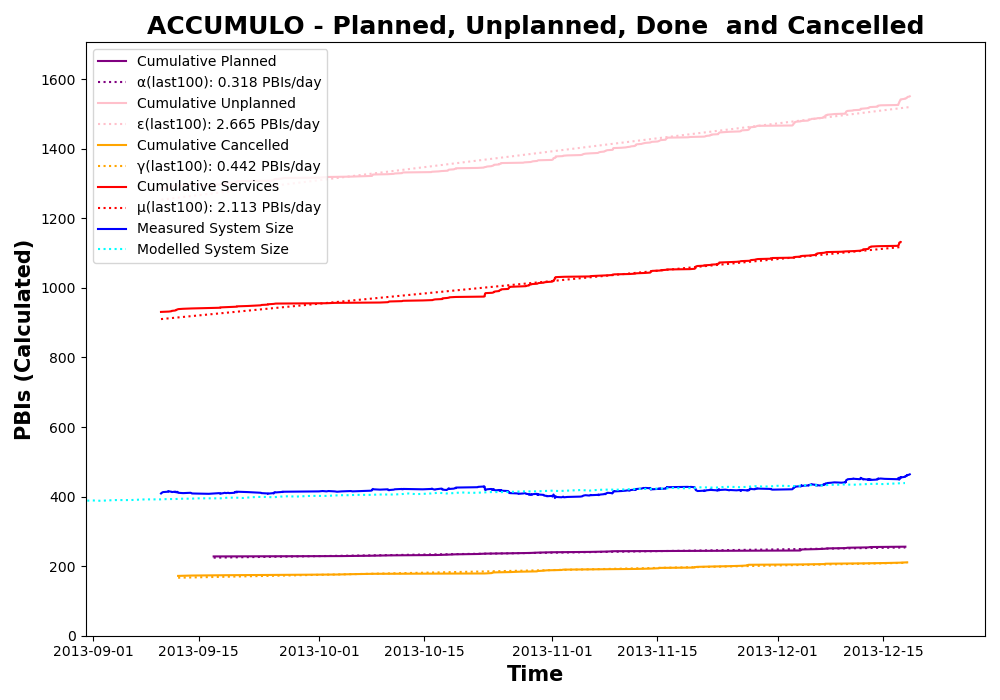 ACCUMULO - Planned, Unplanned, Done  and Cancelled
PBIs (Calculated)
1600
1400
1200
1000
800
600
400
200
0
Cumulative Planned
α(last100): 0.318 PBIs/day
Cumulative Unplanned
ε(last100): 2.665 PBIs/day
Cumulative Cancelled
γ(last100): 0.442 PBIs/day
Cumulative Services
μ(last100): 2.113 PBIs/day
Measured System Size
Modelled System Size
2013-09-01 2013-09-15 2013-10-01 2013-10-15 2013-11-01 2013-11-15 2013-12-01 2013-12-15
Time